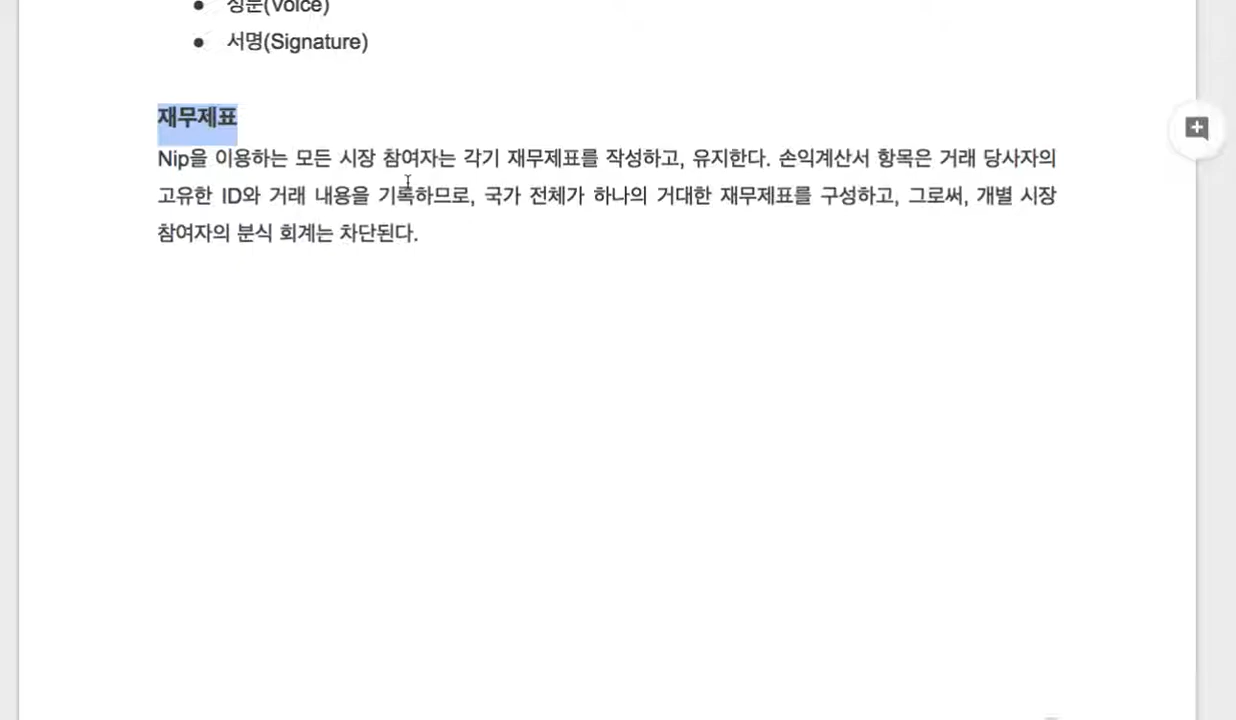 성문(Voice)
서명(Signature)
재무제표
Nip을 이용하는 모든 시장 참여자는 각기 재무제표를 작성하고, 유지한다. 손익계산서 항목은 거래 당사자의
고유한 ID와 거래 내용을 기록하므로, 국가 전체가 하나의 거대한 재무제표를 구성하고, 그로써, 개별 시장
참여자의 분식 회계는 차단된다.